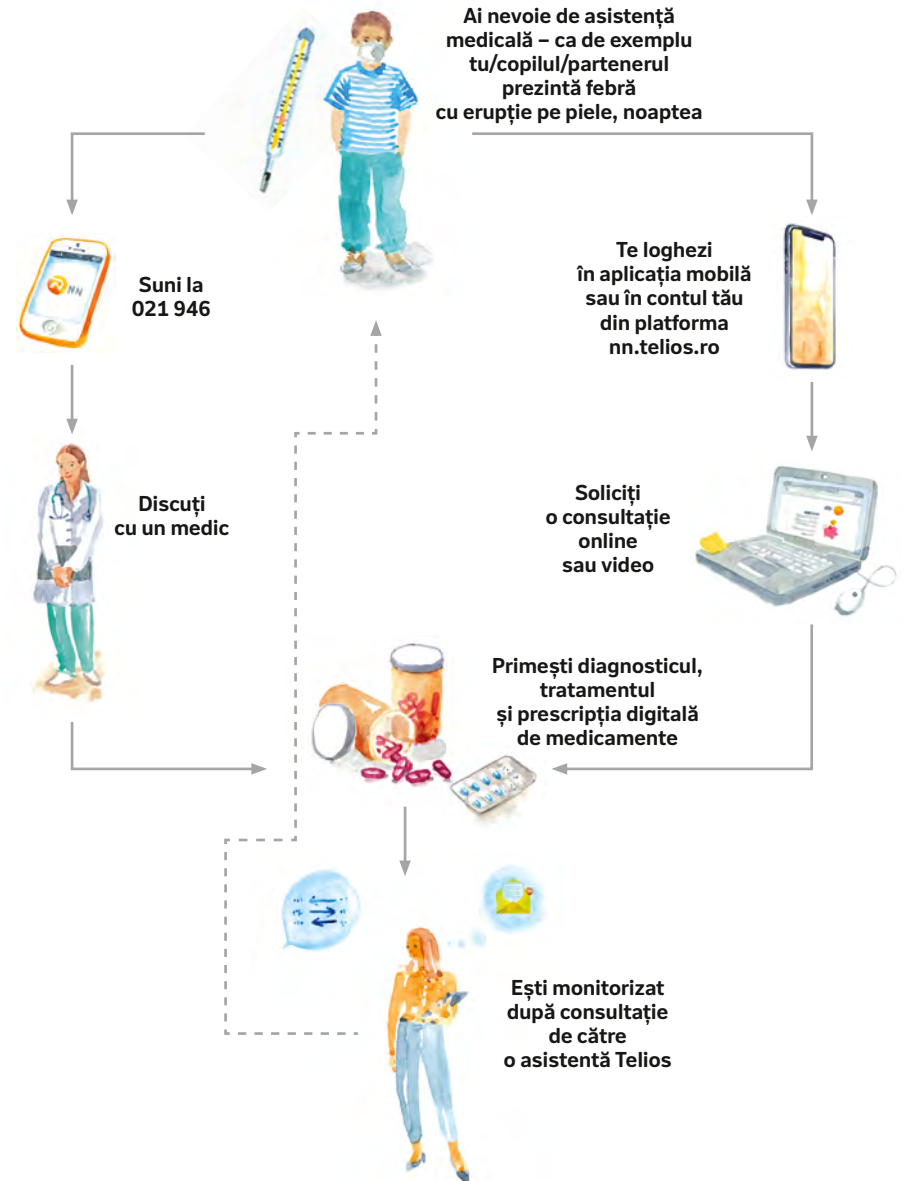 Ai nevoie de asistență
medicală – ca de exemplu
tu/copilul/partenerul
prezintă febră
cu erupție pe piele, noaptea
NN
Suni la
021 946
Te loghezi
în aplicația mobilă
sau în contul tău
din platforma
nn.telios.ro
Discuți
cu un medic
Soliciți
o consultație
online
sau video
Primești diagnosticul,
tratamentul
și prescripția digitală
de medicamente
Ești monitorizat
după consultație
de către
o asistentă Telios